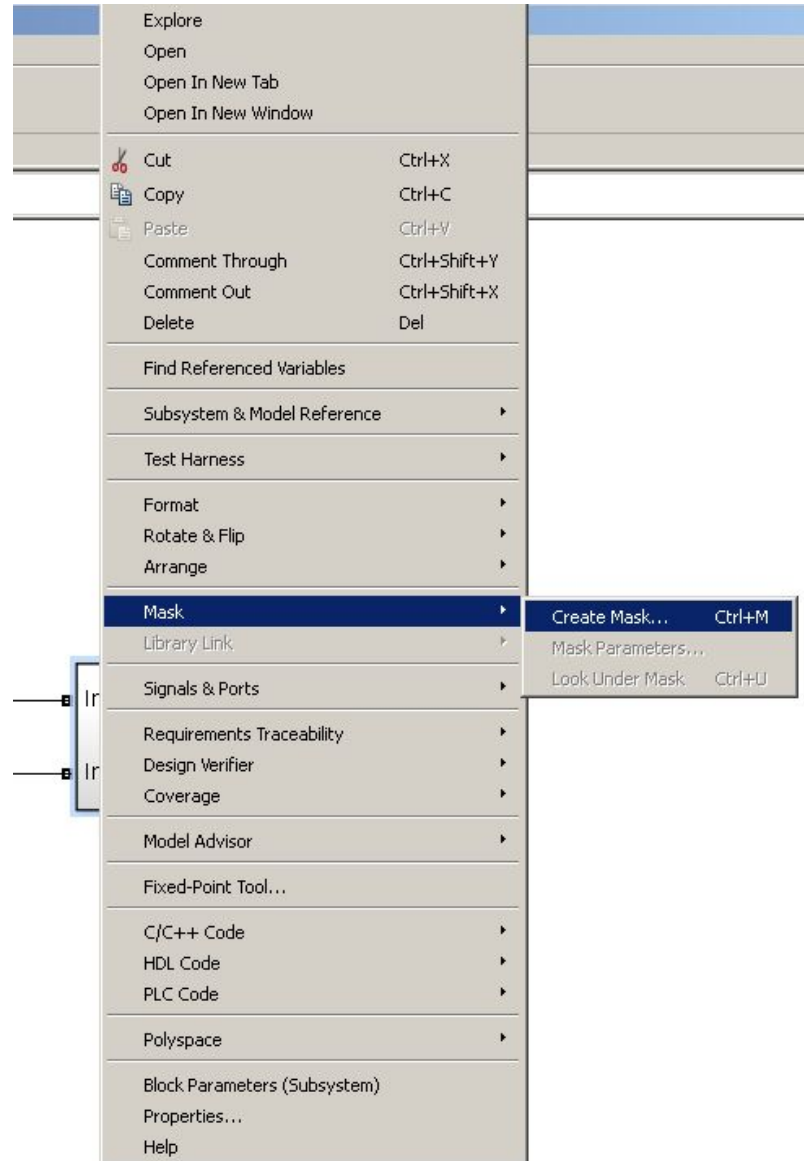 Explore
Open
Open In New Tab
Open In New Window
Cut Ctrl+X
Copy Ctrl+C
Paste Ctrl+V
Comment Through Ctrl+Shift+Y
Comment Out Ctrl+Shift+X
Delete Del
Find Referenced Variables
Subsystem & Model Reference
Test Harness
Format
Rotate & Flip
Arrange
Mask
Create Mask... Ctrl+M
Library Link
Mask Parameters...
Look Under Mask Ctrl+U
Signals & Ports
Ir
Requirements Traceability
Design Verifier
Ir
Coverage
Model Advisor
Fixed-Point Tool...
C/C++ Code
HDL Code
PLC Code
Polyspace
Block Parameters (Subsystem)
Properties...
Help